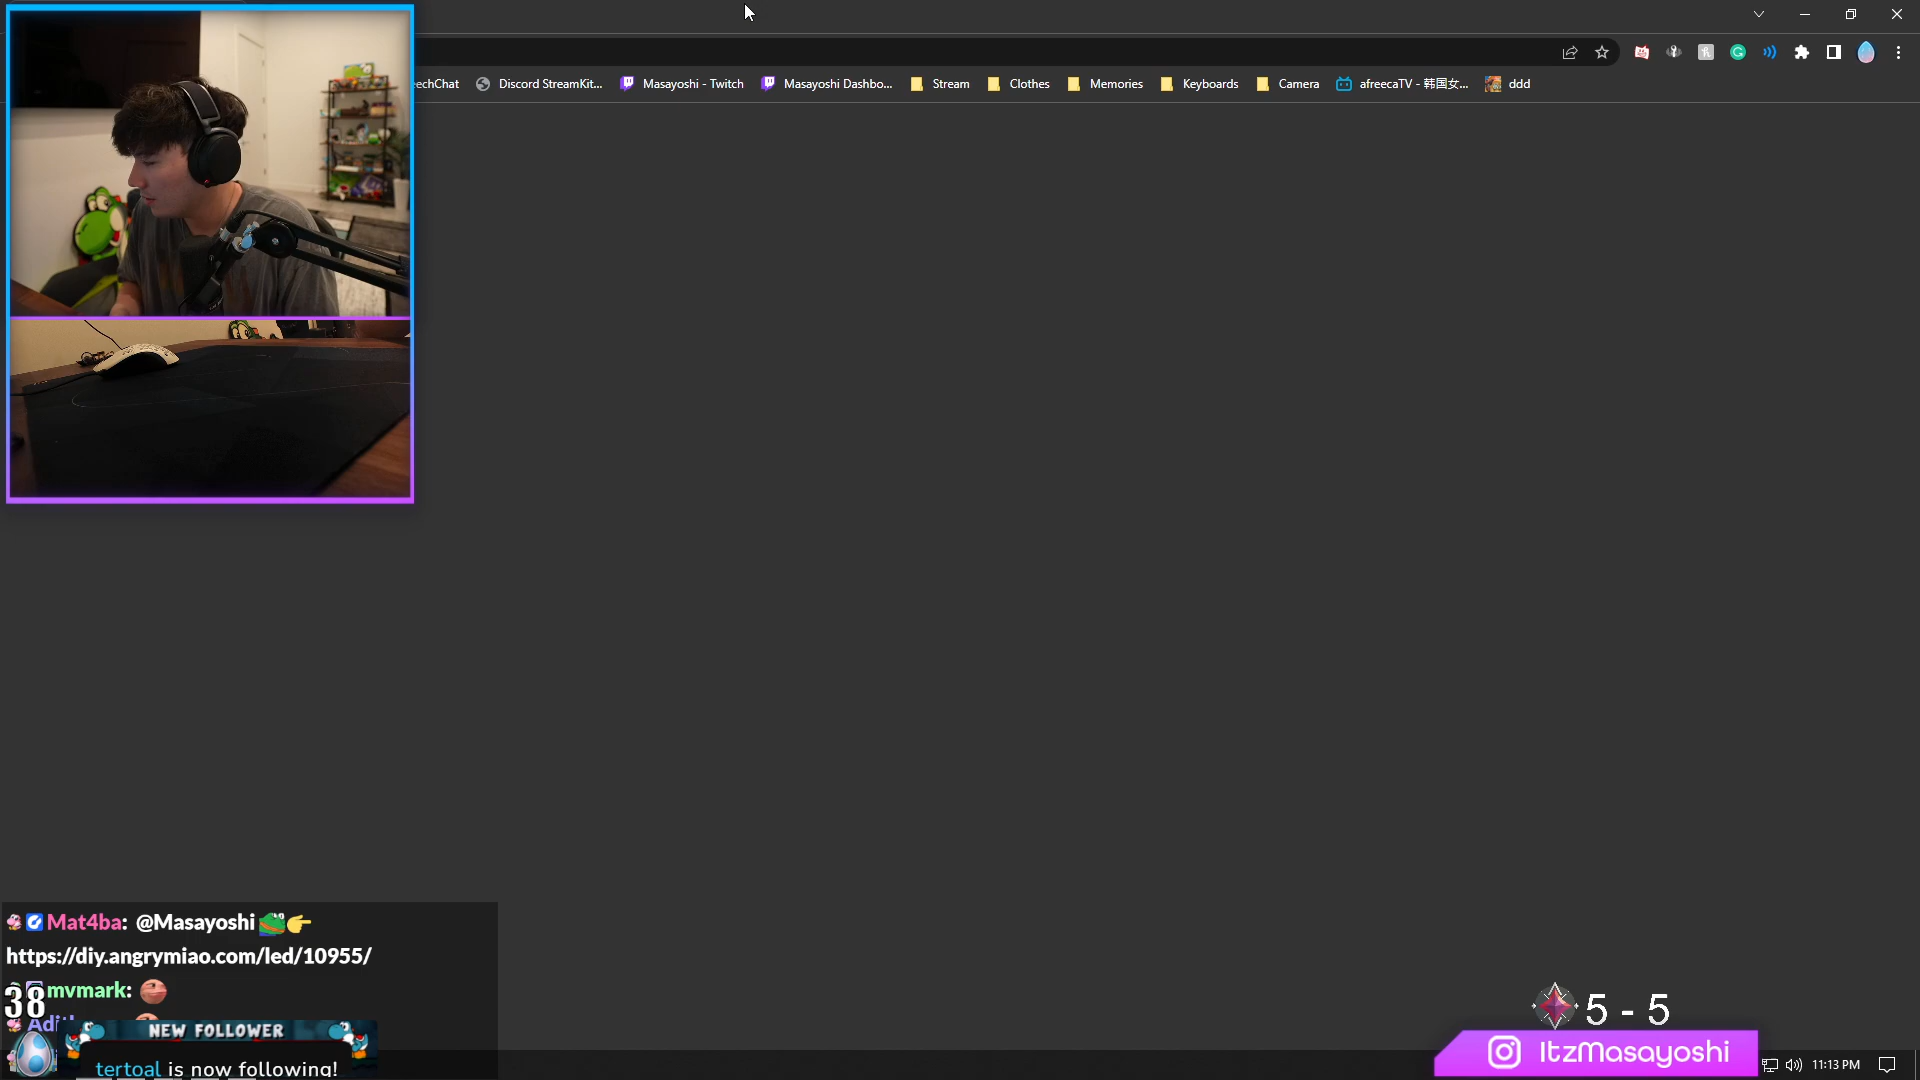 echChat Discord StreamKit... Masayoshi - Twitch Masayoshi Dashbo... Stream Clothes Memories Keyboards Camera afreecaTV - 韩国女... ddd
Mat4ba: @Masayoshi
https://diy.angrymiao.com/led/10955/
mvmark:
38
NEW FOLLOWER
tertoal is now following!
5 - 5
ItzMasayoshi
11:13 PM